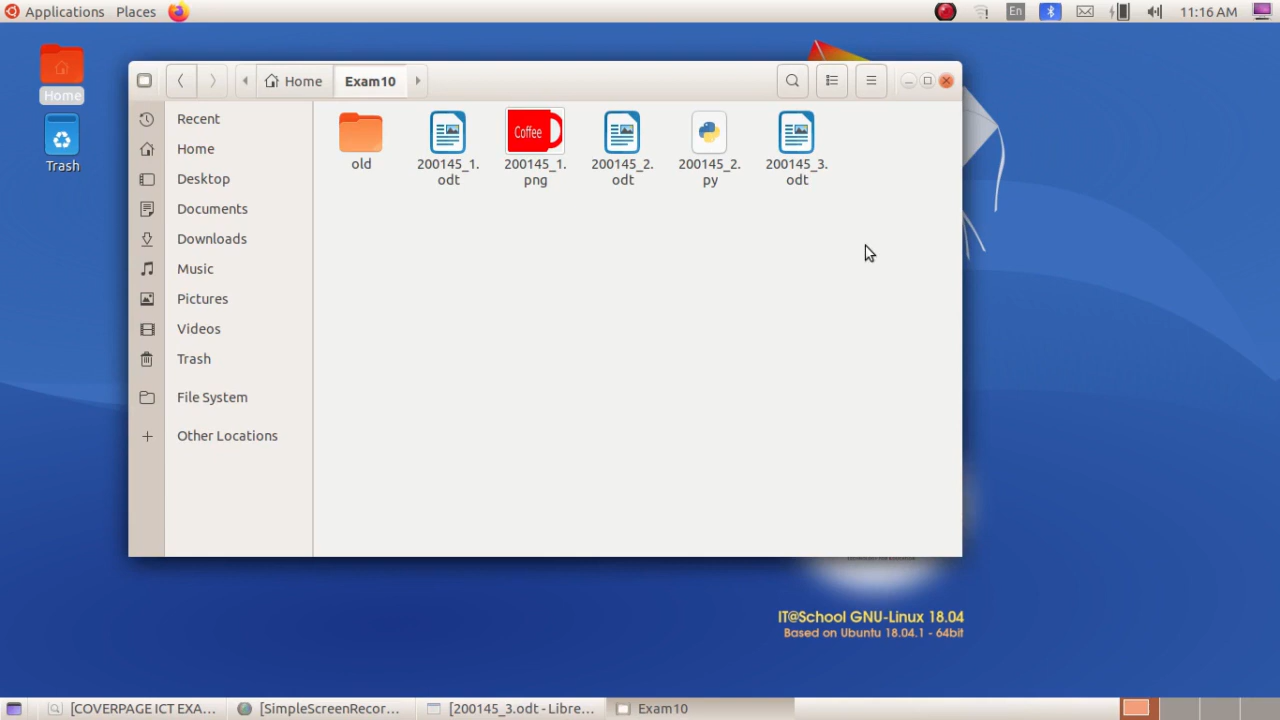 Applications Places
En
11:16 AM
Home
Trash
Home Exam10
Recent
Home
Desktop
Documents
Downloads
Music
Pictures
Videos
Trash
File System
Other Locations
old
200145_1.
odt
Coffee
200145_1.
png
200145_2.
odt
200145_2.
py
200145_3.
odt
IT@School GNU-Linux 18.04
Based on Ubuntu 18.04.1 - 64bit
[COVERPAGE ICT EXA...
[SimpleScreenRecor...
[200145_3.odt - Libre...
Exam10